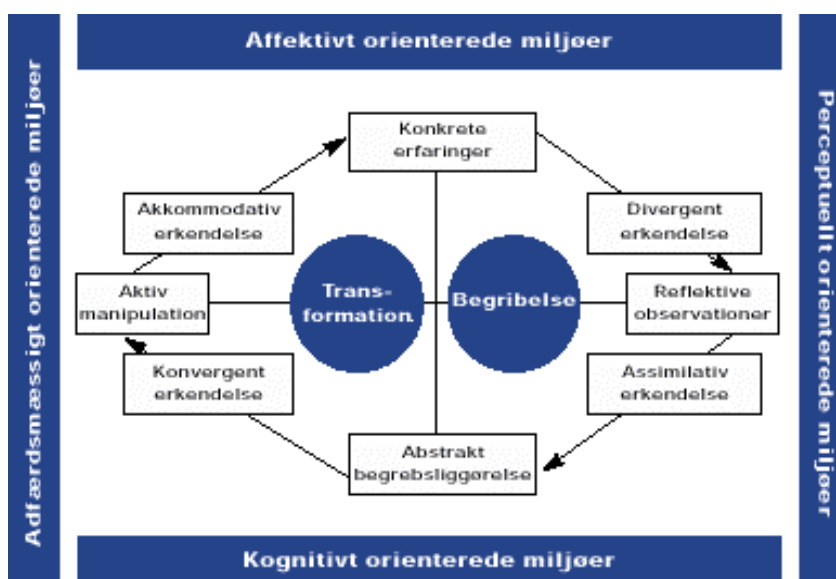 Affektivt orienterede miljøer
Adfærdsmæssigt orienterede miljøer
Perceptuellt orienterede miljøer
Konkrete
erfaringer
Akkommodativ
erkendelse
Divergent
erkendelse
Aktiv
manipulation
Trans-
formation.
Begribelse
Reflektive
observationer
Konvergent
erkendelse
Assimilativ
erkendelse
Abstrakt
begrebsliggørelse
Kognitivt orienterede miljøer